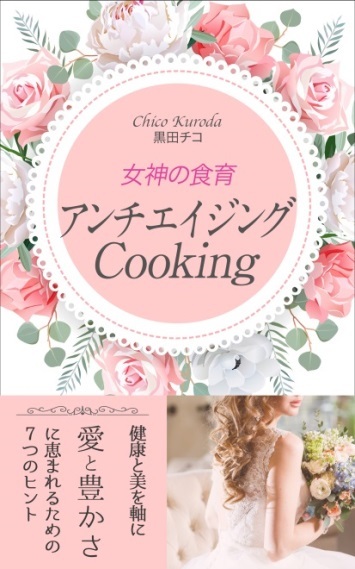 Chico Kuroda
黒田チコ
女神の食育
アンチエイジング
Cooking
健康と美を軸に
愛と豊かさ
に恵まれるための
7つのヒント